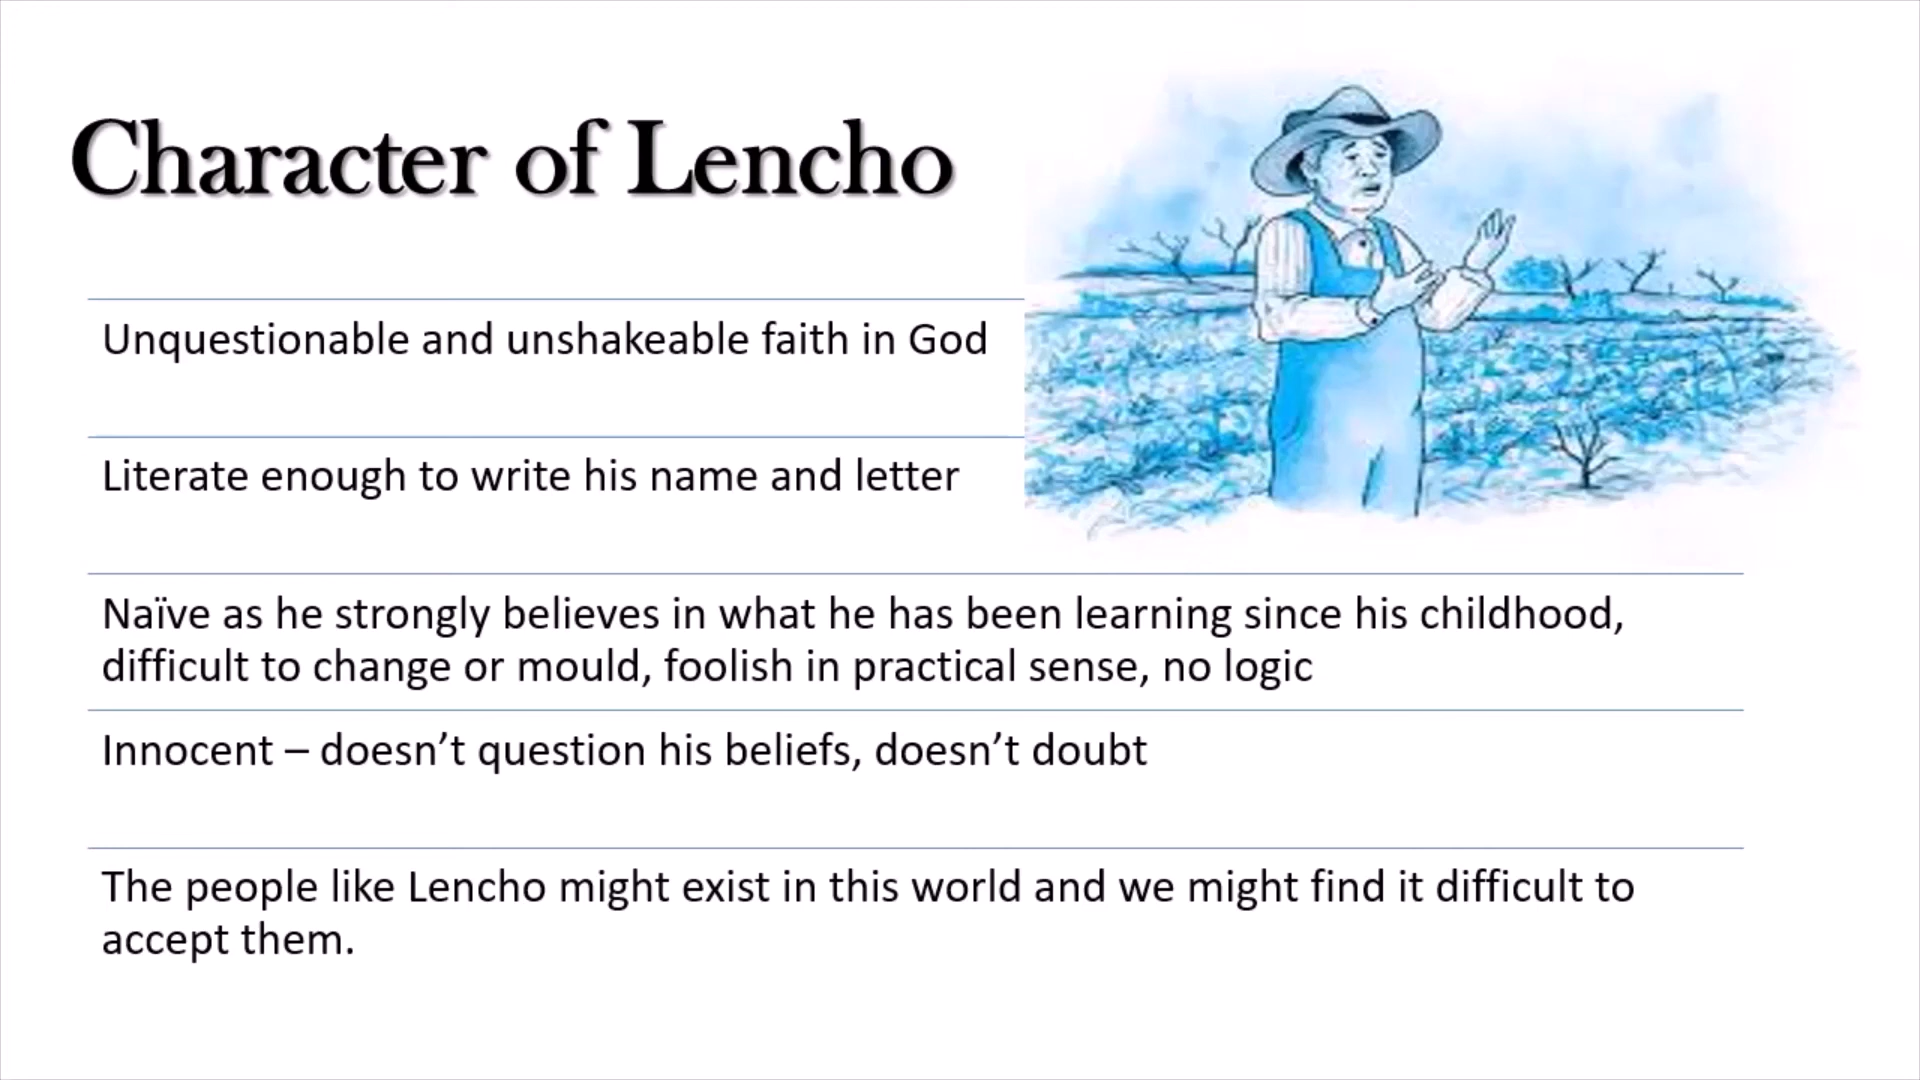 Character of Lencho
Unquestionable and unshakeable faith in God
Literate enough to write his name and letter
Naïve as he strongly believes in what he has been learning since his childhood,
difficult to change or mould, foolish in practical sense, no logic
Innocent – doesn’t question his beliefs, doesn’t doubt
The people like Lencho might exist in this world and we might find it difficult to
accept them.